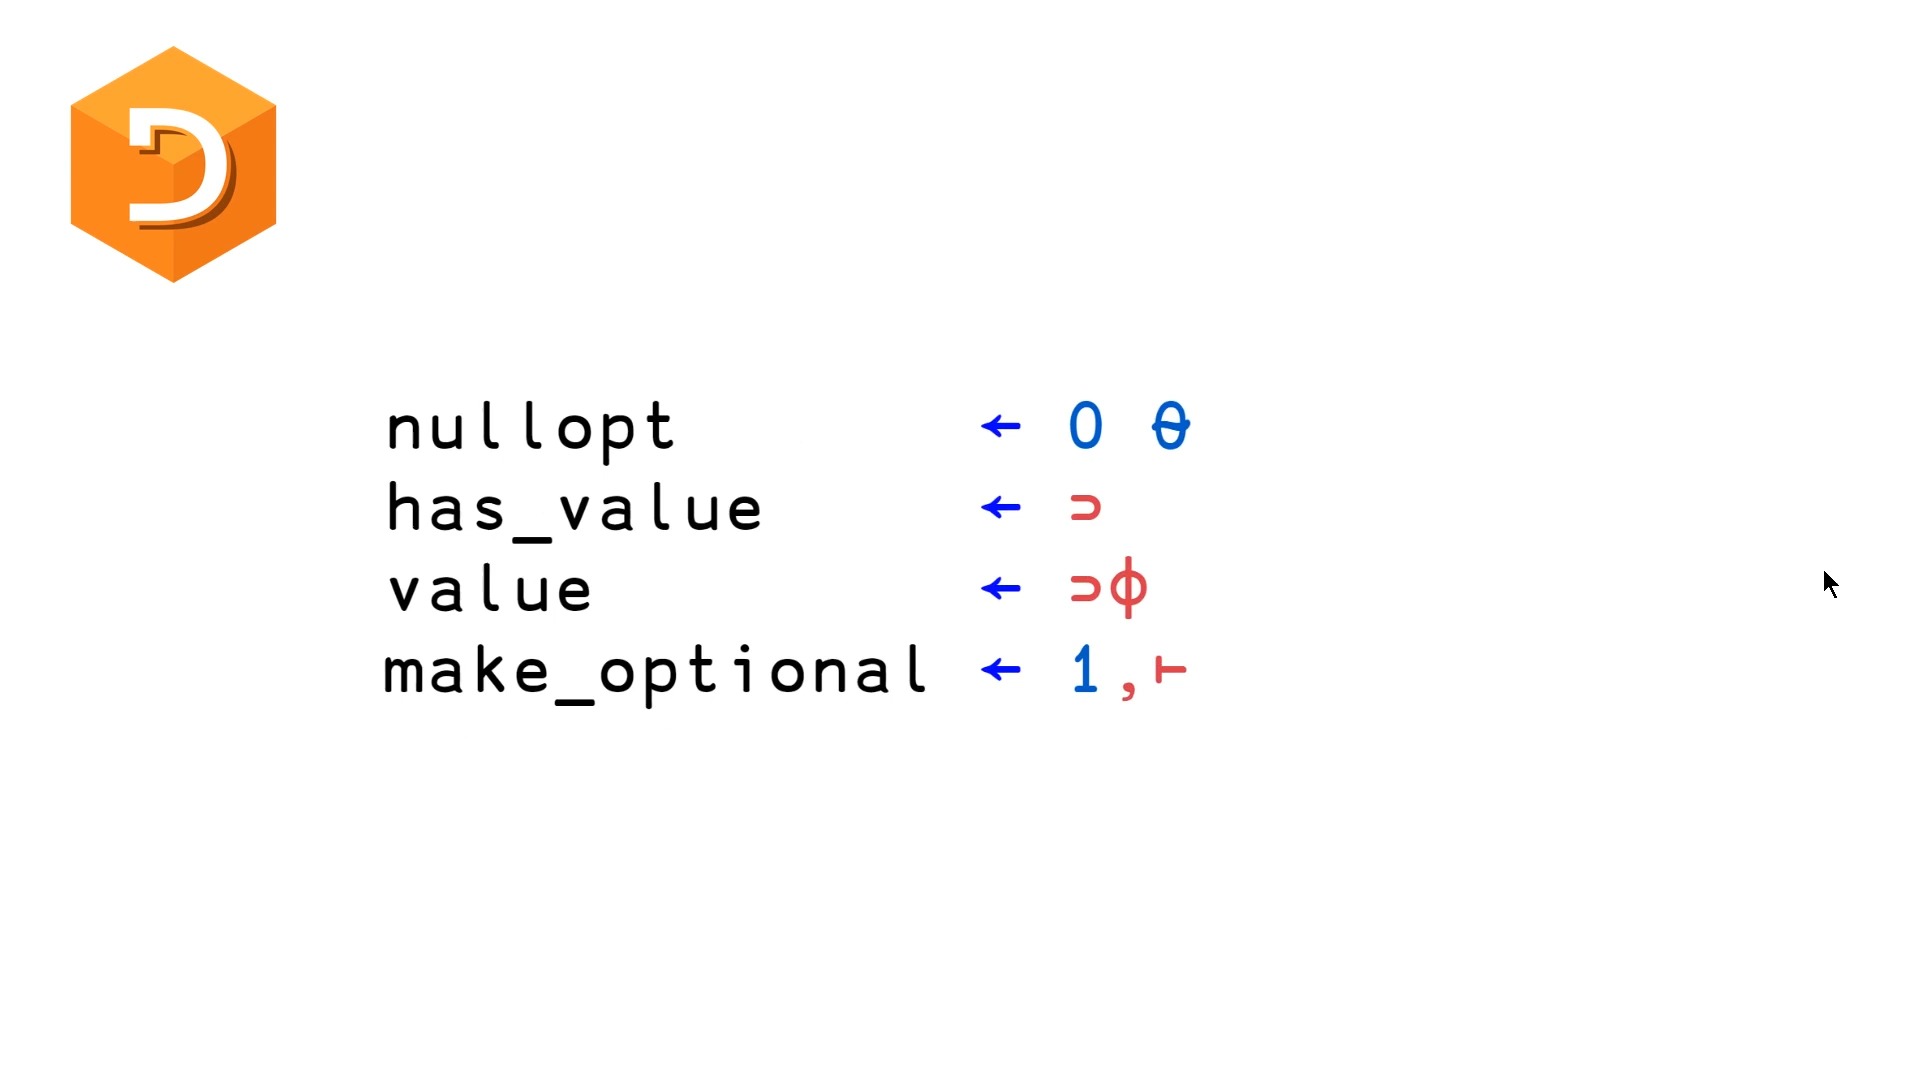 ⊃
nullopt ← 0 ⍬
has_value ← ⊃
value ← ⊃⌽
make_optional ← 1,⊢